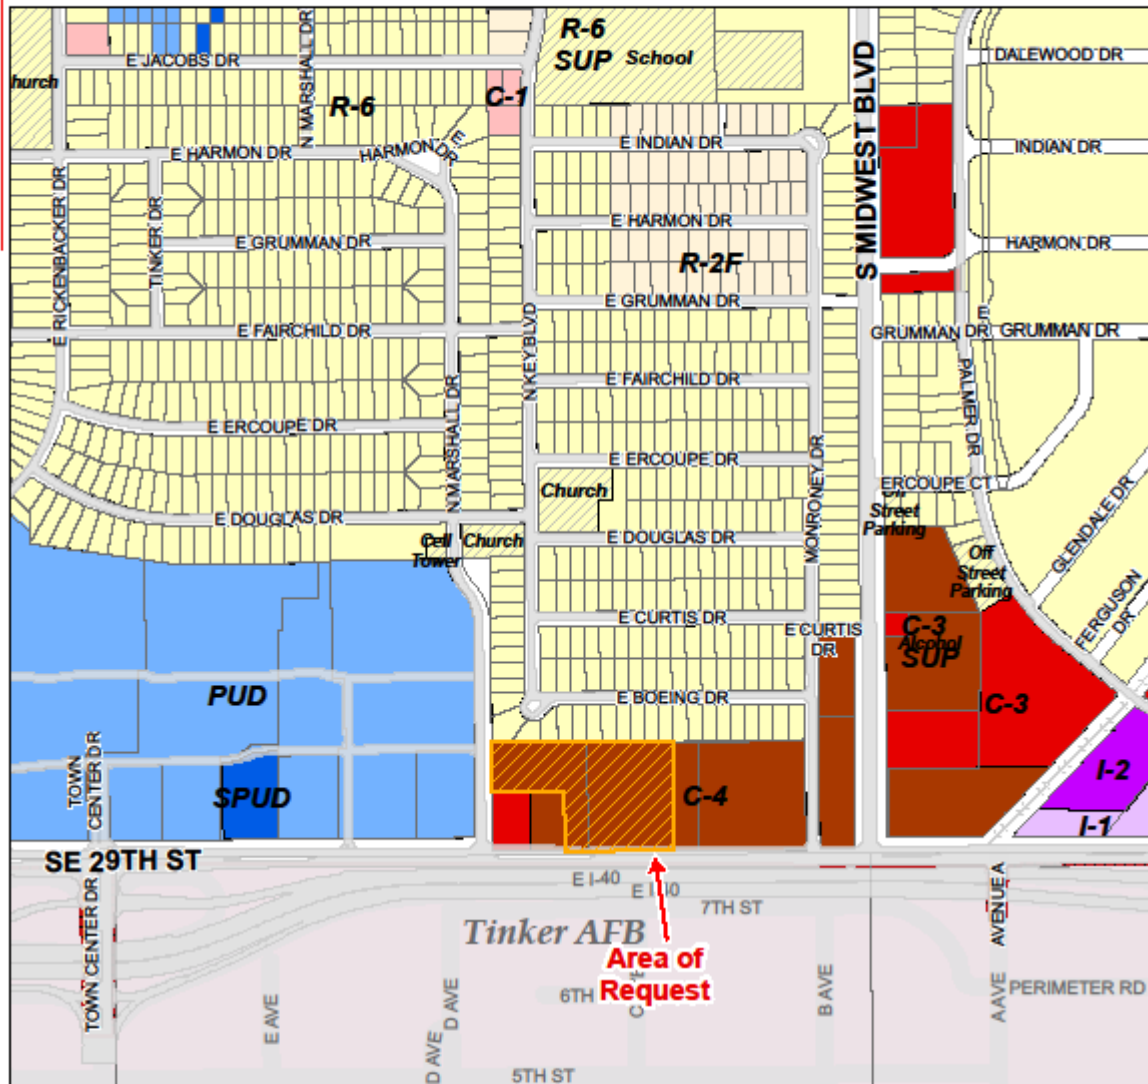 R-6
SUP School
E JACOBS DR
N MARSHALL DR
hurch
R-6
C-1
S MIDWEST BLVD
DALEWOOD DR
E HARMON DR
HARMON DR
E
E INDIAN DR
INDIAN DR
E RICKENBACKER DR
TINKER DR
E GRUMMAN DR
E HARMON DR
R-2F
HARMON DR
E FAIRCHILD DR
N KEY BLVD
E GRUMMAN DR
GRUMMAN DR
E
GRUMMAN DR
PALMER DR
E FAIRCHILD DR
N MARSHALL DR
E ERCOUPE DR
E ERCOUPE DR
MONRONEY DR
ERCOUPE CT
Church
Off
Street
Parking
GLENDALE DR
E DOUGLAS DR
Cell
Tower
Church
E DOUGLAS DR
Off
Street
Parking
FERGUSON
DR
E CURTIS DR
E CURTIS
DR
C-3
Alcohol
SUP
PUD
E BOEING DR
C-3
TOWN
CENTER DR
SPUD
C-4
I-2
I-1
SE 29TH ST
E I-40
E I-40
7TH ST
AVENUE A
TOWN CENTER DR
Tinker AFB
Area of
Request
E AVE
D AVE
6TH
B AVE
A AVE
PERIMETER RD
D AVE
5TH ST